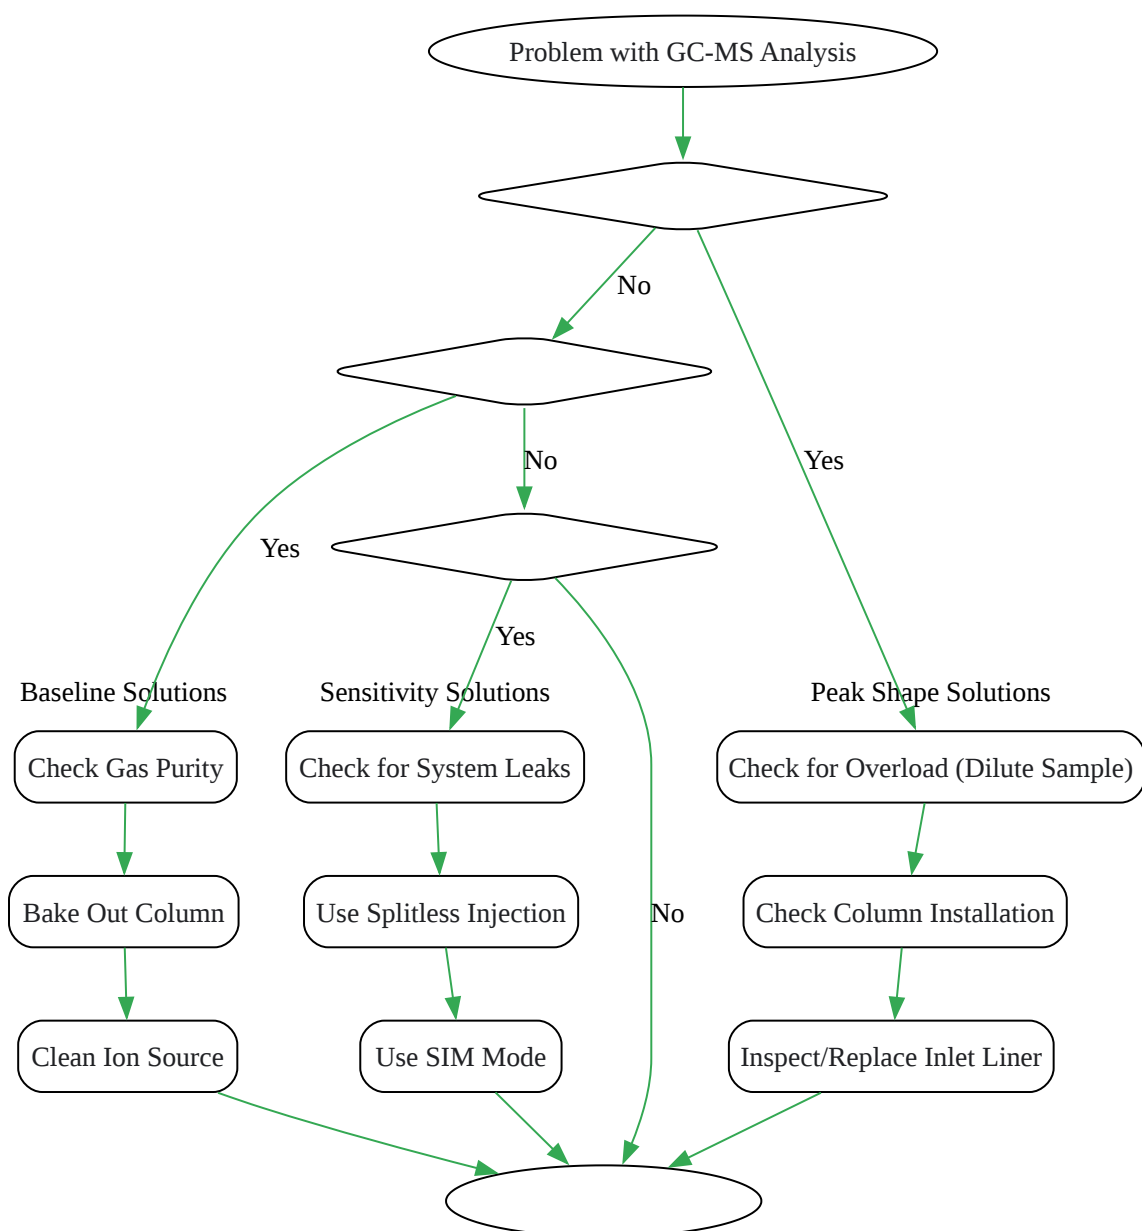 Problem with GC-MS Analysis
No
Yes
No
Yes
Yes
Baseline Solutions
Sensitivity Solutions
Peak Shape Solutions
Check Gas Purity
Check for System Leaks
Check for Overload (Dilute Sample)
Bake Out Column
Use Splitless Injection
No
Check Column Installation
Clean Ion Source
Use SIM Mode
Inspect/Replace Inlet Liner